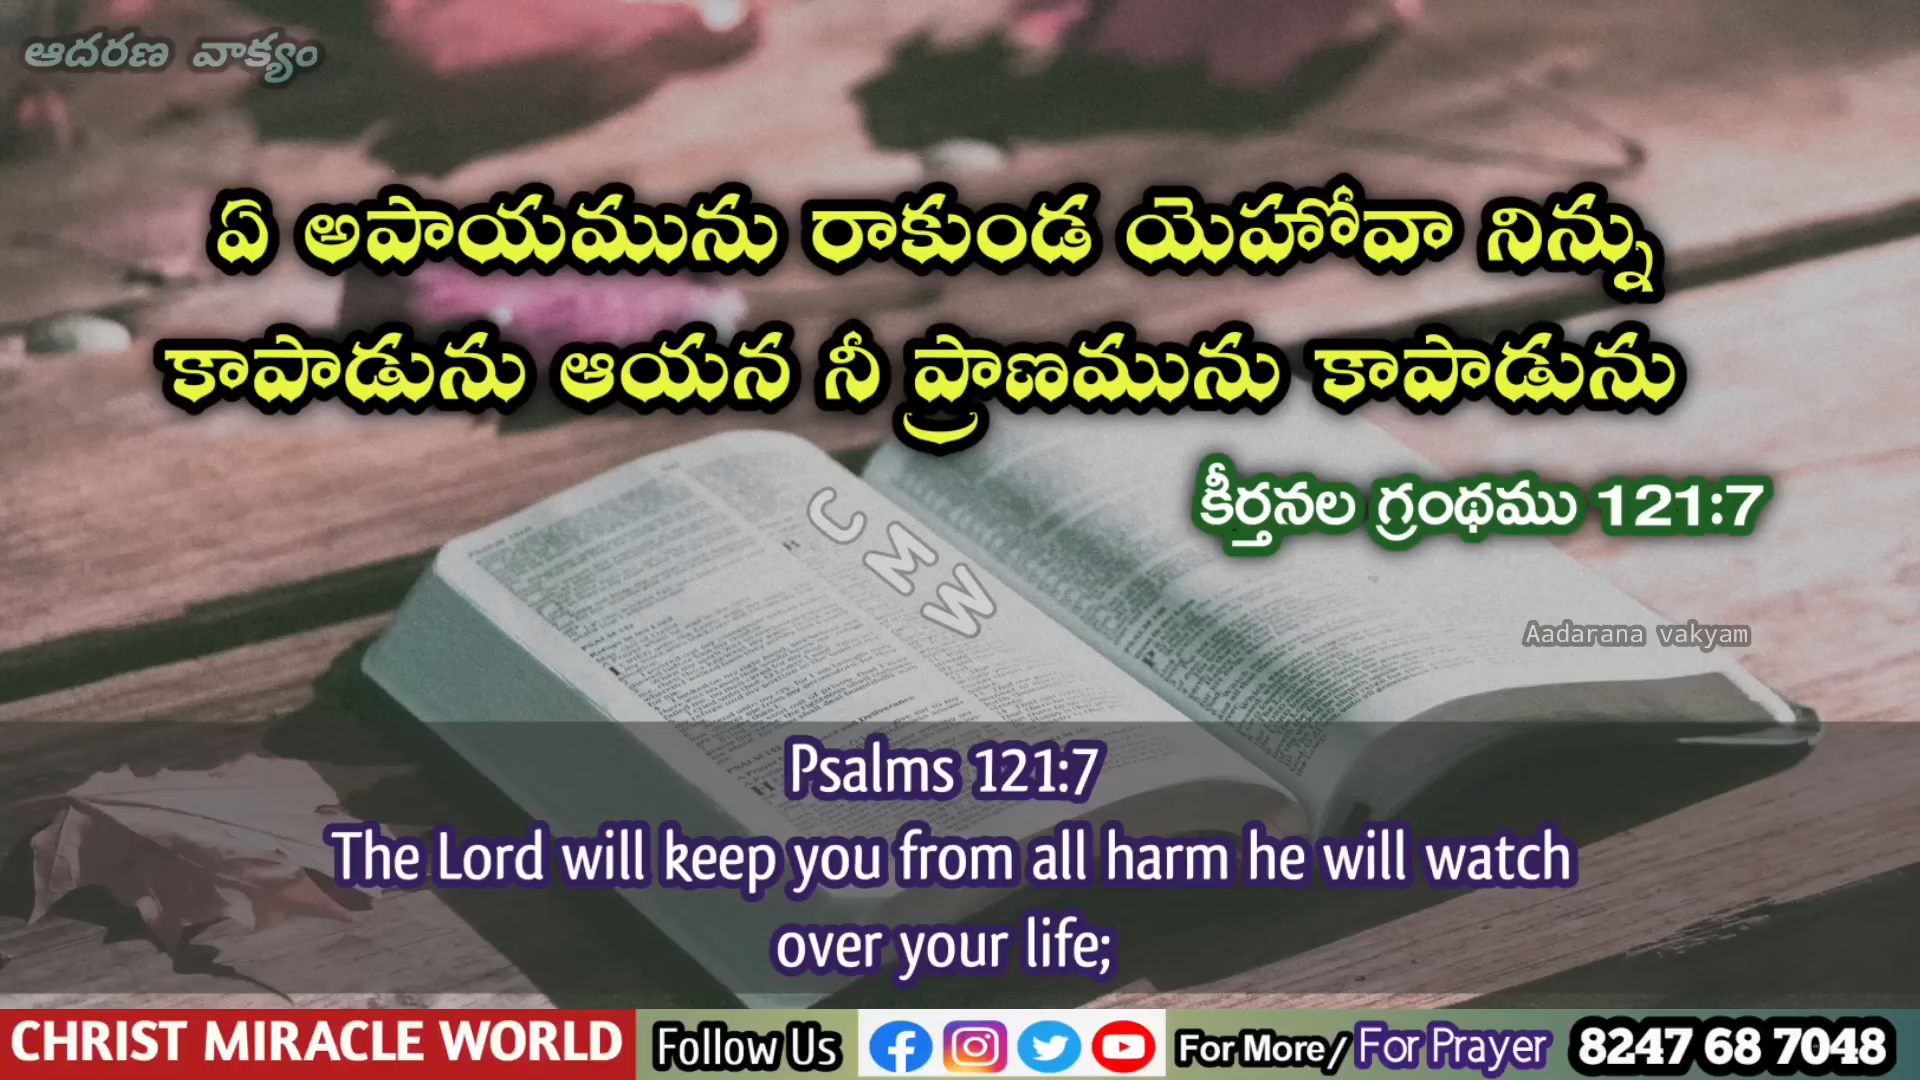 ఆదరణ వాక్యం
ఏ అపాయమును రాకుండ యెహోవా నిన్ను
కాపాడును ఆయన నీ ప్రాణమును కాపాడును
కీర్తనల గ్రంథము 121:7
C M W
Aadarana vakyam
Psalms 121:7
The Lord will keep you from all harm he will watch
over your life;
CHRIST MIRACLE WORLD Follow Us For More/ For Prayer 8247 68 7048